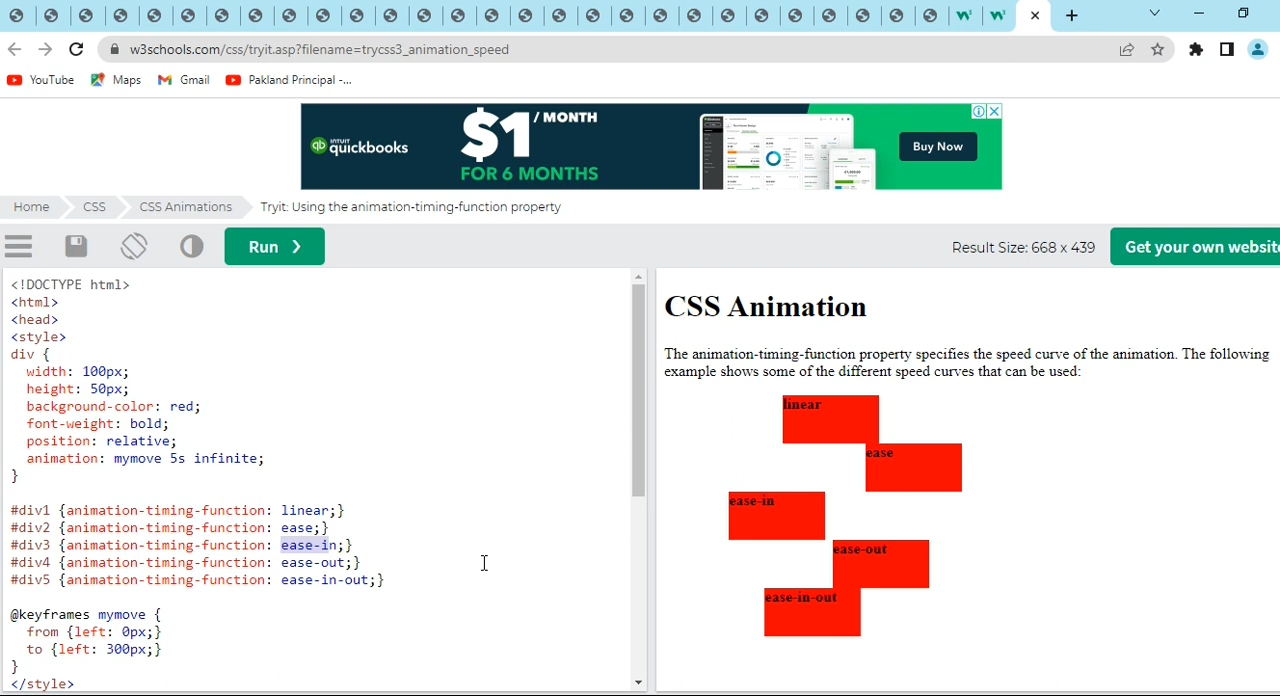 w3schools.com/css/tryit.asp?filename=trycss3_animation_speed
YouTube Maps Gmail Pakland Principal -...
INTUIT quickbooks
$1 / MONTH
FOR 6 MONTHS
Buy Now
Home CSS CSS Animations Tryit: Using the animation-timing-function property
Run ❯ Result Size: 668 x 439 Get your own website
<!DOCTYPE html>
<html>
<head>
<style>
div {
  width: 100px;
  height: 50px;
  background-color: red;
  font-weight: bold;
  position: relative;
  animation: mymove 5s infinite;
}
#div1 {animation-timing-function: linear;}
#div2 {animation-timing-function: ease;}
#div3 {animation-timing-function: ease-in;}
#div4 {animation-timing-function: ease-out;}
#div5 {animation-timing-function: ease-in-out;}
@keyframes mymove {
  from {left: 0px;}
  to {left: 300px;}
}
</style>
CSS Animation
The animation-timing-function property specifies the speed curve of the animation. The following
example shows some of the different speed curves that can be used:
linear
ease
ease-in
ease-out
ease-in-out